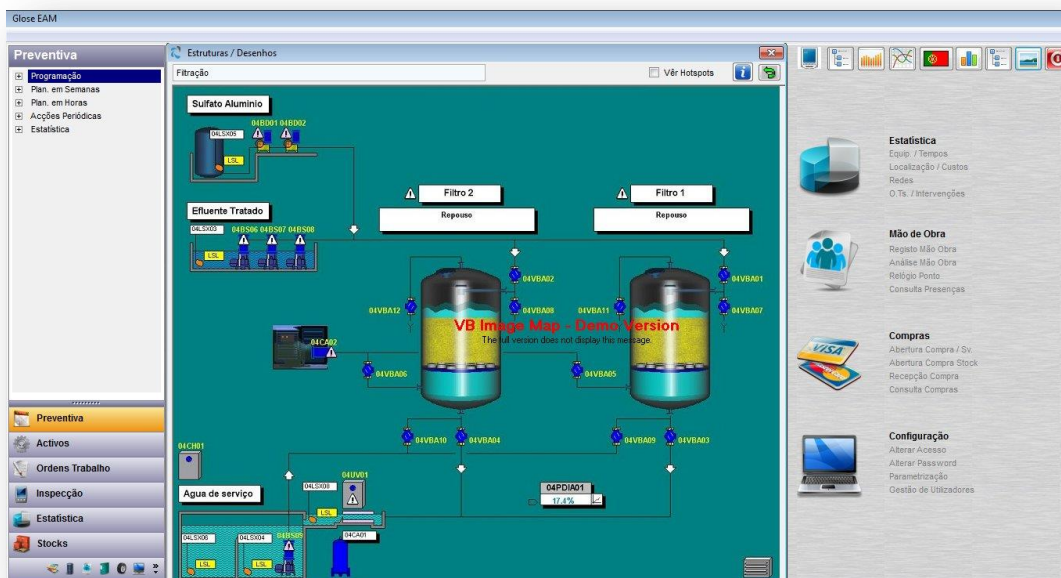 Glose EAM
Preventiva
Programação
Plan. em Semanas
Plan. em Horas
Acções Periódicas
Estatística
Preventiva
Activos
Ordens Trabalho
Inspecção
Estatística
Stocks
Estruturas / Desenhos
Filtração
Vêr Hotspots
Sulfato Aluminio
04BD01 04BD02
04LSX05
LSL
Filtro 2
Repouso
Filtro 1
Repouso
Efluente Tratado
04LSX03
04BS06 04BS07 04BS08
LSL
04VBA02
04VBA01
04VBA12
04VBA08
04VBA11
04VBA07
VB Image Map - Demo Version
The full version does not display this message.
04CA02
04VBA06
04VBA05
04VBA10
04VBA04
04VBA09
04VBA03
04CH01
04UV01
04LSX08
LSL
04PDIA01
17.4%
Agua de serviço
04LSX06
04LSX04
04BS05
04CA01
LSL
LSL
Estatística
Equip. / Tempos
Localização / Custos
Redes
O.Ts. / Intervenções
Mão de Obra
Registo Mão Obra
Análise Mão Obra
Relógio Ponto
Consulta Presenças
VISA
Compras
Abertura Compra / Sv.
Abertura Compra Stock
Recepção Compra
Consulta Compras
Configuração
Alterar Acesso
Alterar Password
Parametrização
Gestão de Utilizadores